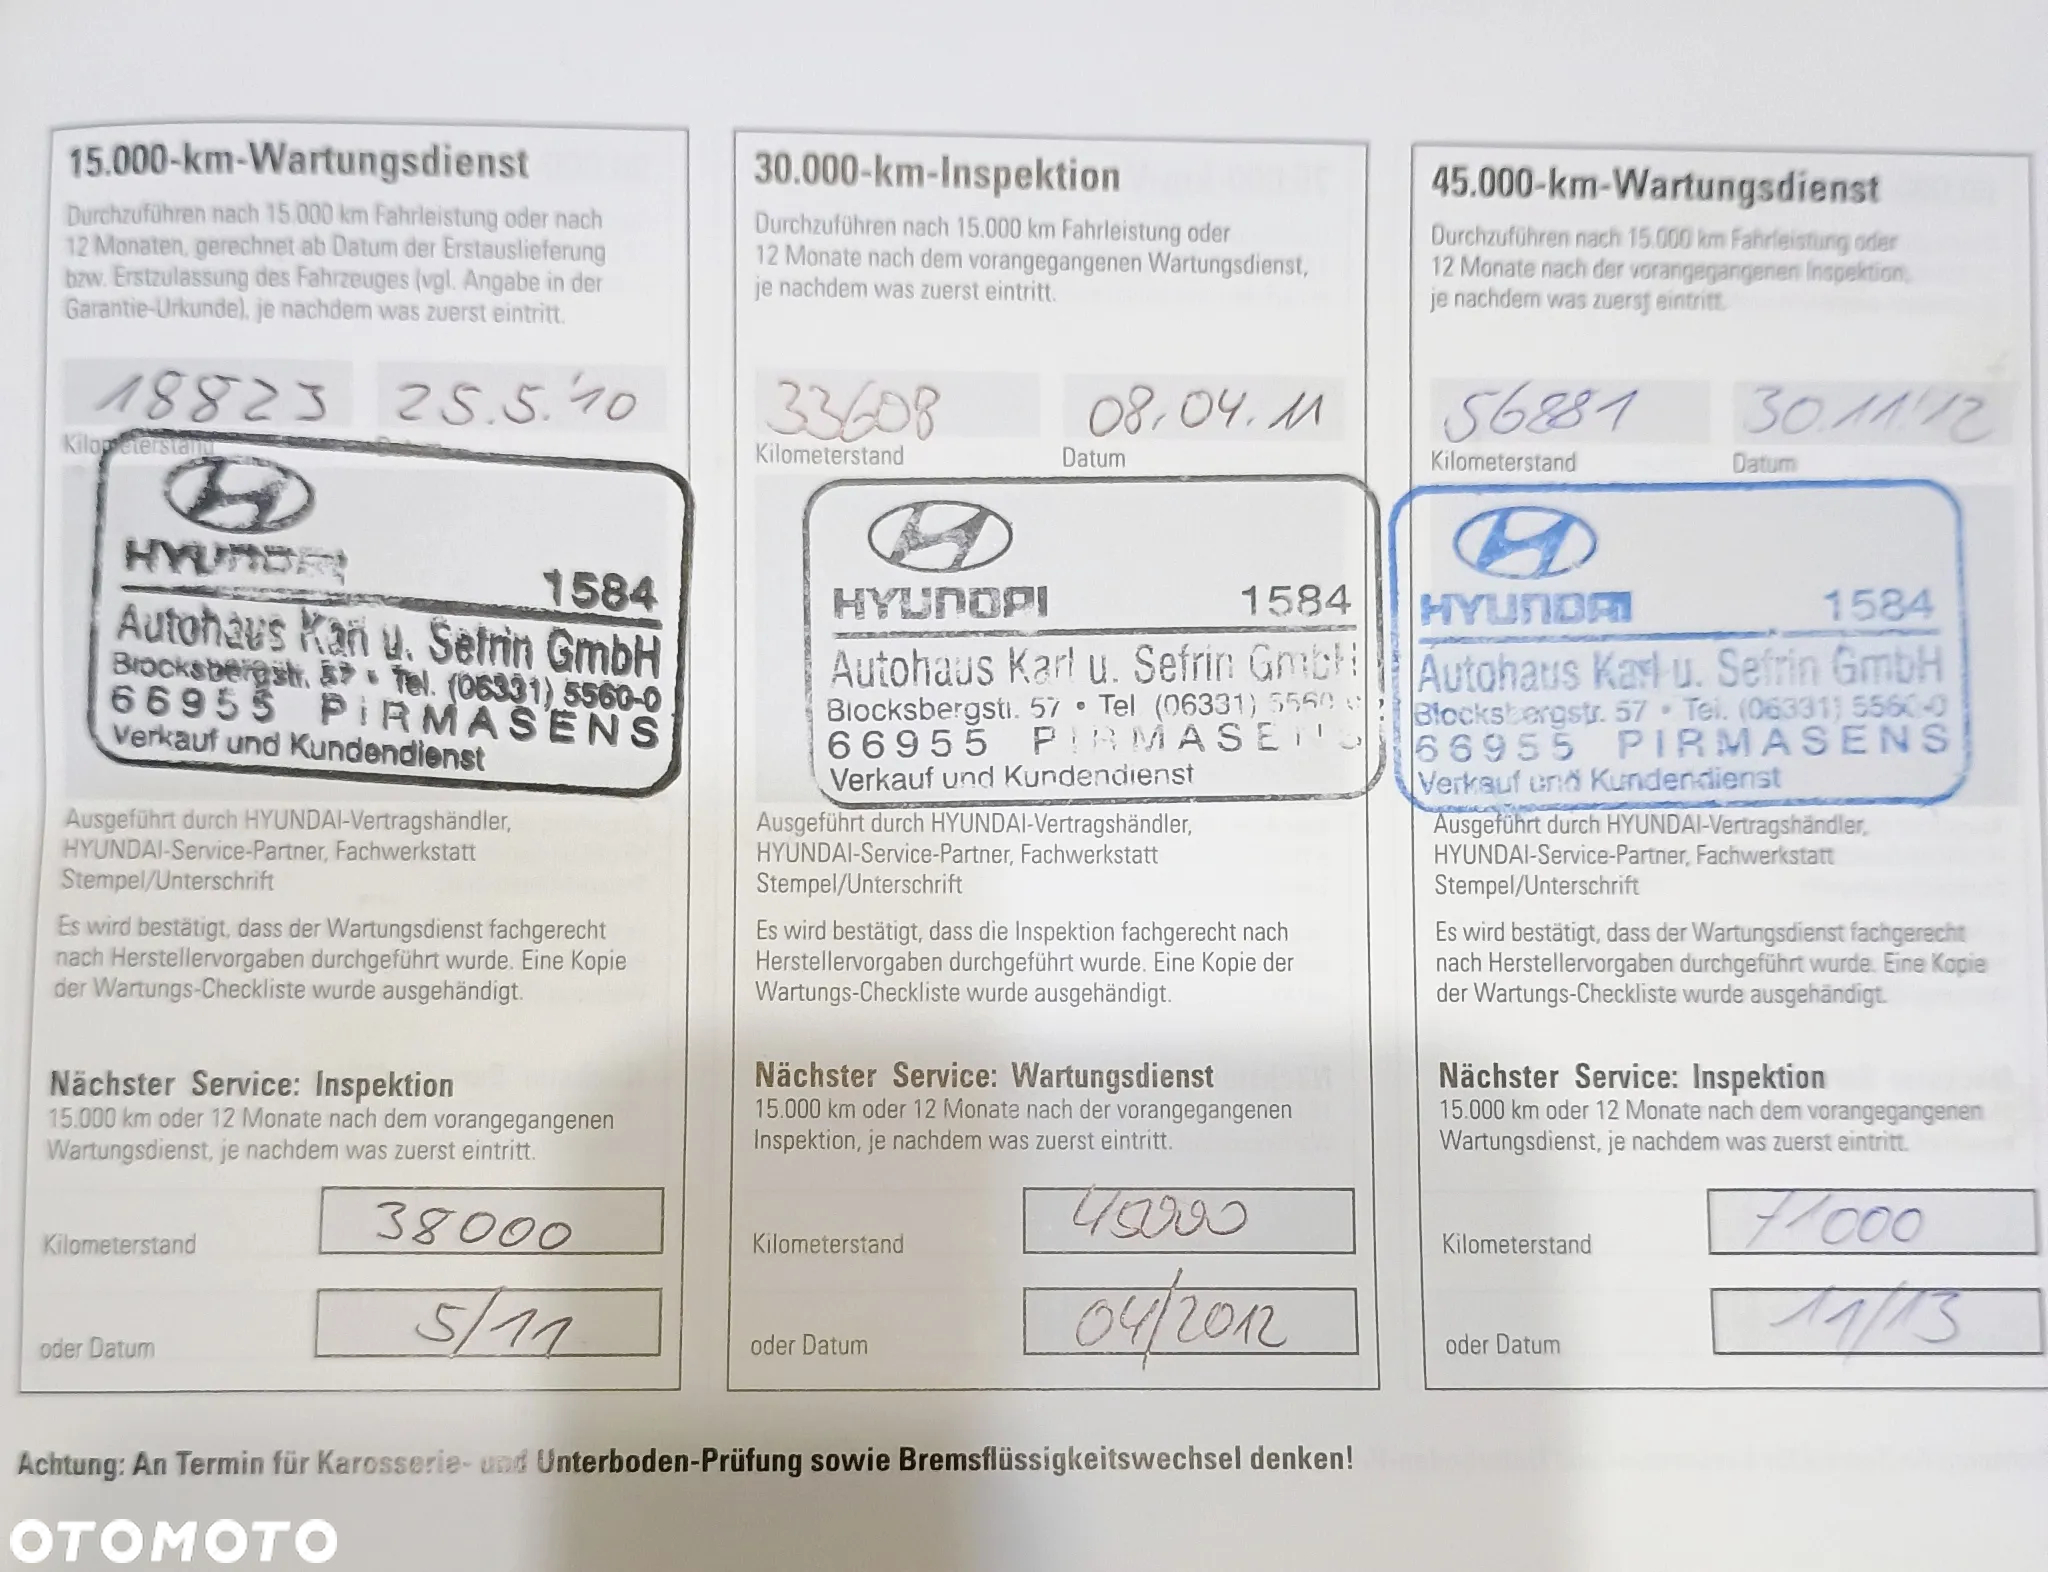 15.000-km-Wartungsdienst
Durchzuführen nach 15.000 km Fahrleistung oder nach
12 Monaten, gerechnet ab Datum der Erstauslieferung
bzw. Erstzulassung des Fahrzeuges (vgl. Angabe in der
Garantie-Urkunde), je nachdem was zuerst eintritt.
18823 25.5.'10
Kilometerstand Datum
HYUNDAI 1584
Autohaus Karl u. Sefrin GmbH
Blocksbergstr. 57 • Tel. (06331) 5560-0
66955 PIRMASENS
Verkauf und Kundendienst
Ausgeführt durch HYUNDAI-Vertragshändler,
HYUNDAI-Service-Partner, Fachwerkstatt
Stempel/Unterschrift
Es wird bestätigt, dass der Wartungsdienst fachgerecht
nach Herstellervorgaben durchgeführt wurde. Eine Kopie
der Wartungs-Checkliste wurde ausgehändigt.
Nächster Service: Inspektion
15.000 km oder 12 Monate nach dem vorangegangenen
Wartungsdienst, je nachdem was zuerst eintritt.
Kilometerstand 38000
oder Datum 5/11
30.000-km-Inspektion
Durchzuführen nach 15.000 km Fahrleistung oder
12 Monate nach dem vorangegangenen Wartungsdienst,
je nachdem was zuerst eintritt.
33608 08.04.11
Kilometerstand Datum
HYUNDAI 1584
Autohaus Karl u. Sefrin GmbH
Blocksbergstr. 57 • Tel (06331) 5560-0
66955 PIRMASENS
Verkauf und Kundendienst
Ausgeführt durch HYUNDAI-Vertragshändler,
HYUNDAI-Service-Partner, Fachwerkstatt
Stempel/Unterschrift
Es wird bestätigt, dass die Inspektion fachgerecht nach
Herstellervorgaben durchgeführt wurde. Eine Kopie der
Wartungs-Checkliste wurde ausgehändigt.
Nächster Service: Wartungsdienst
15.000 km oder 12 Monate nach der vorangegangenen
Inspektion, je nachdem was zuerst eintritt.
Kilometerstand 45000
oder Datum 04/2012
45.000-km-Wartungsdienst
Durchzuführen nach 15.000 km Fahrleistung oder
12 Monate nach der vorangegangenen Inspektion,
je nachdem was zuerst eintritt.
56881 30.11.'12
Kilometerstand Datum
HYUNDAI 1584
Autohaus Karl u. Sefrin GmbH
Blocksbergstr. 57 • Tel. (06331) 5560-0
66955 PIRMASENS
Verkauf und Kundendienst
Ausgeführt durch HYUNDAI-Vertragshändler,
HYUNDAI-Service-Partner, Fachwerkstatt
Stempel/Unterschrift
Es wird bestätigt, dass der Wartungsdienst fachgerecht
nach Herstellervorgaben durchgeführt wurde. Eine Kopie
der Wartungs-Checkliste wurde ausgehändigt.
Nächster Service: Inspektion
15.000 km oder 12 Monate nach dem vorangegangenen
Wartungsdienst, je nachdem was zuerst eintritt.
Kilometerstand 71000
oder Datum 11/13
Achtung: An Termin für Karosserie- und Unterboden-Prüfung sowie Bremsflüssigkeitswechsel denken!
OTOMOTO